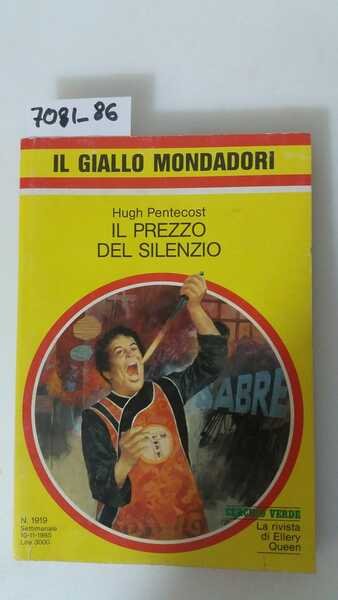 7081_86
IL GIALLO MONDADORI
Hugh Pentecost
IL PREZZO
DEL SILENZIO
SABRE
N. 1919
Settimanale
10-11-1985
Lire 3000
CERCHIO VERDE
La rivista
di Ellery
Queen